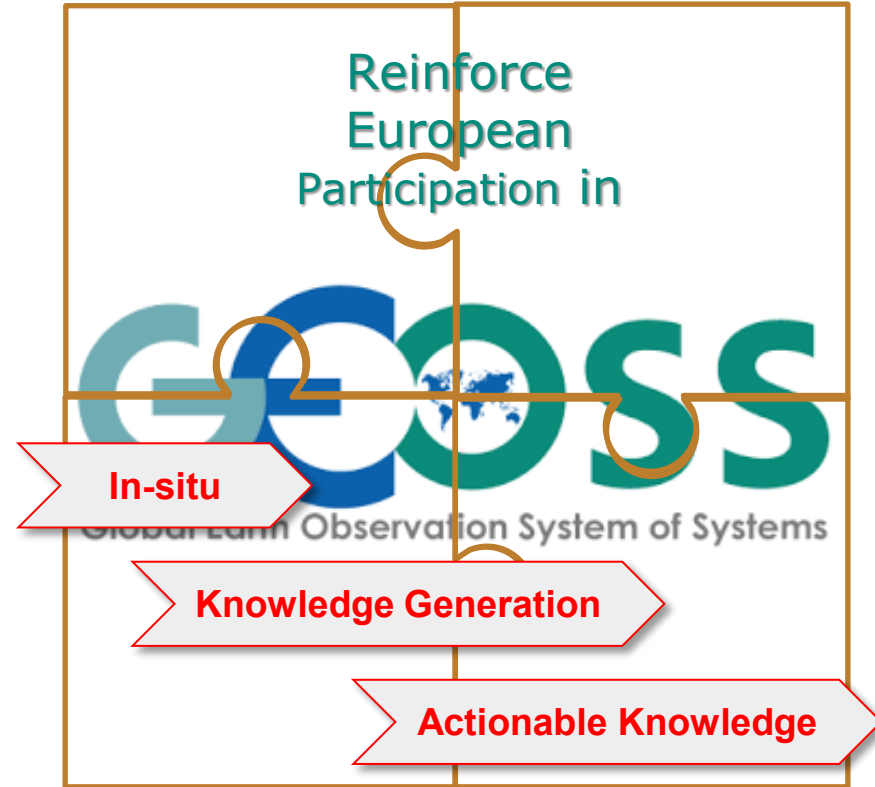 Reinforce
European
Participation in
GEOSS
In-situ
Global Earth Observation System of Systems
Knowledge Generation
Actionable Knowledge